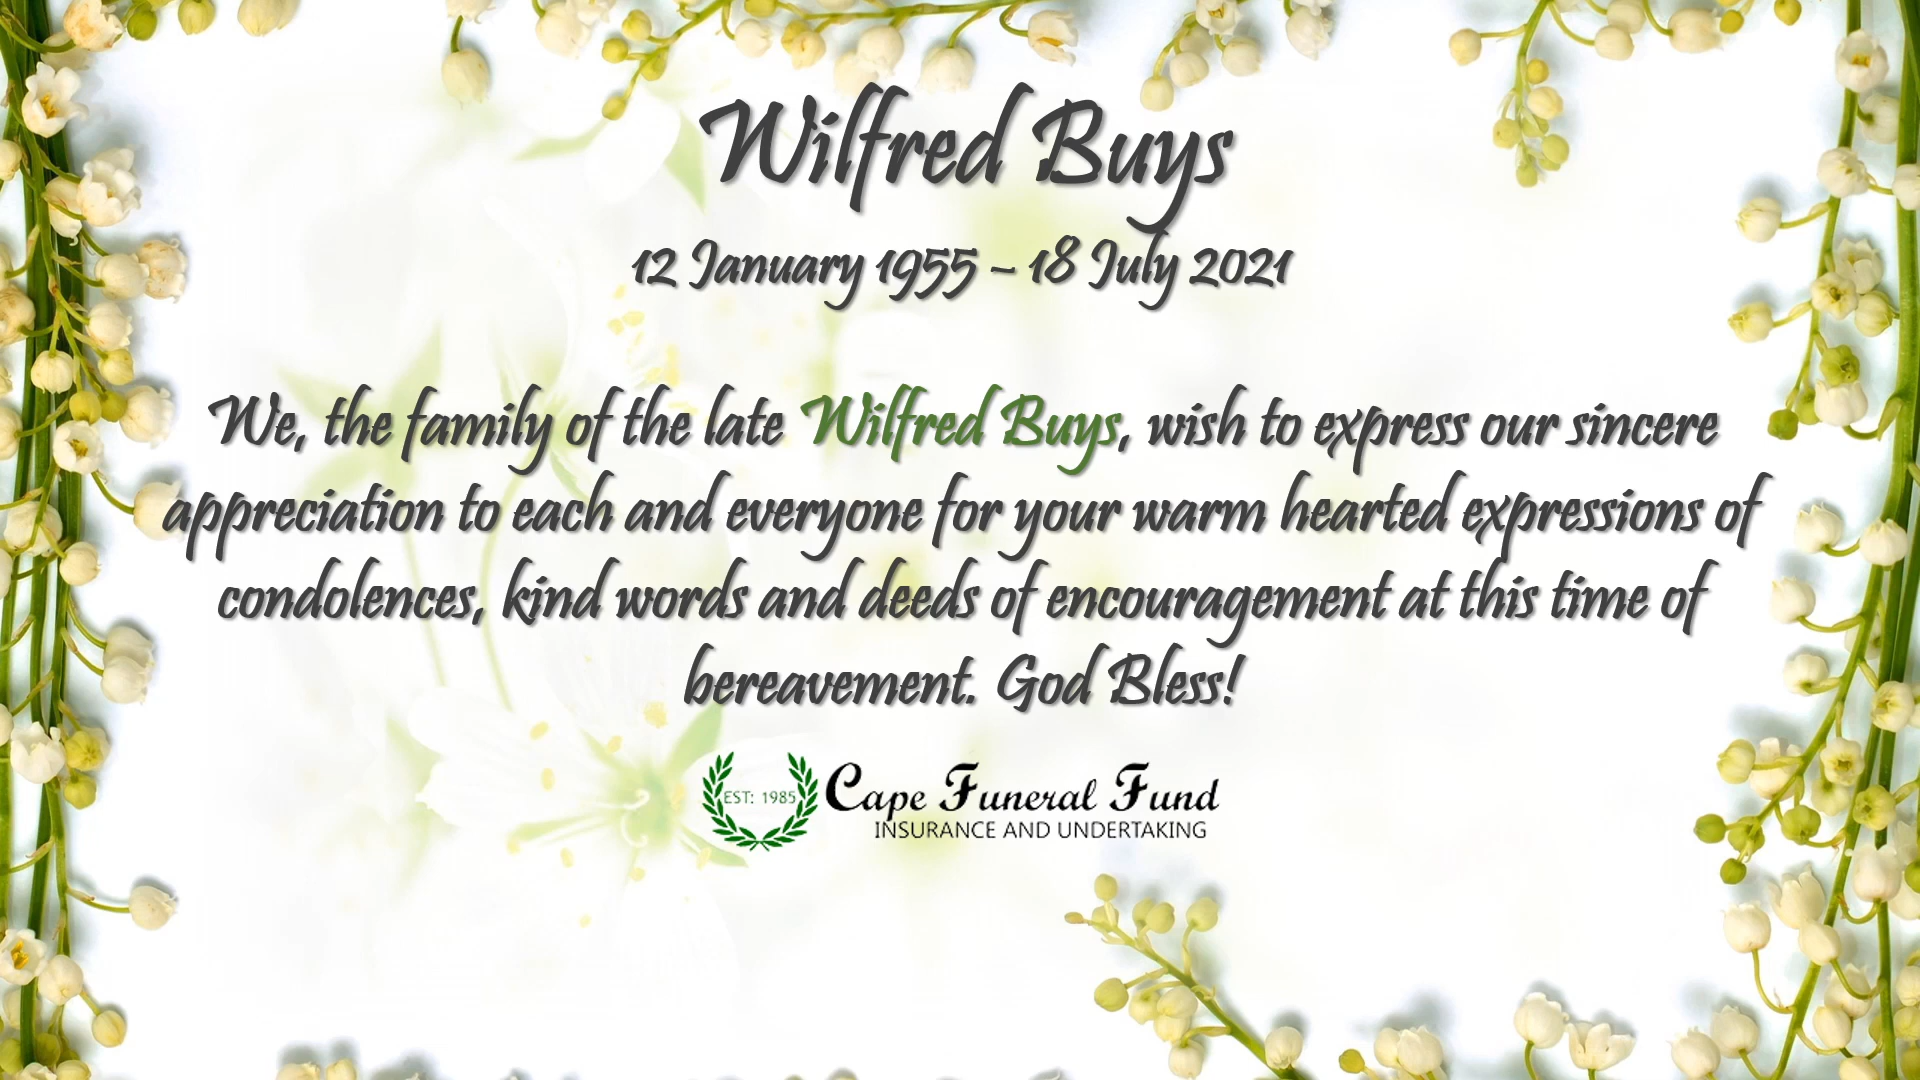 Wilfred Buys
12 January 1955 – 18 July 2021
We, the family of the late Wilfred Buys, wish to express our sincere
appreciation to each and everyone for your warm hearted expressions of
condolences, kind words and deeds of encouragement at this time of
bereavement. God Bless!
EST: 1985 Cape Funeral Fund
INSURANCE AND UNDERTAKING